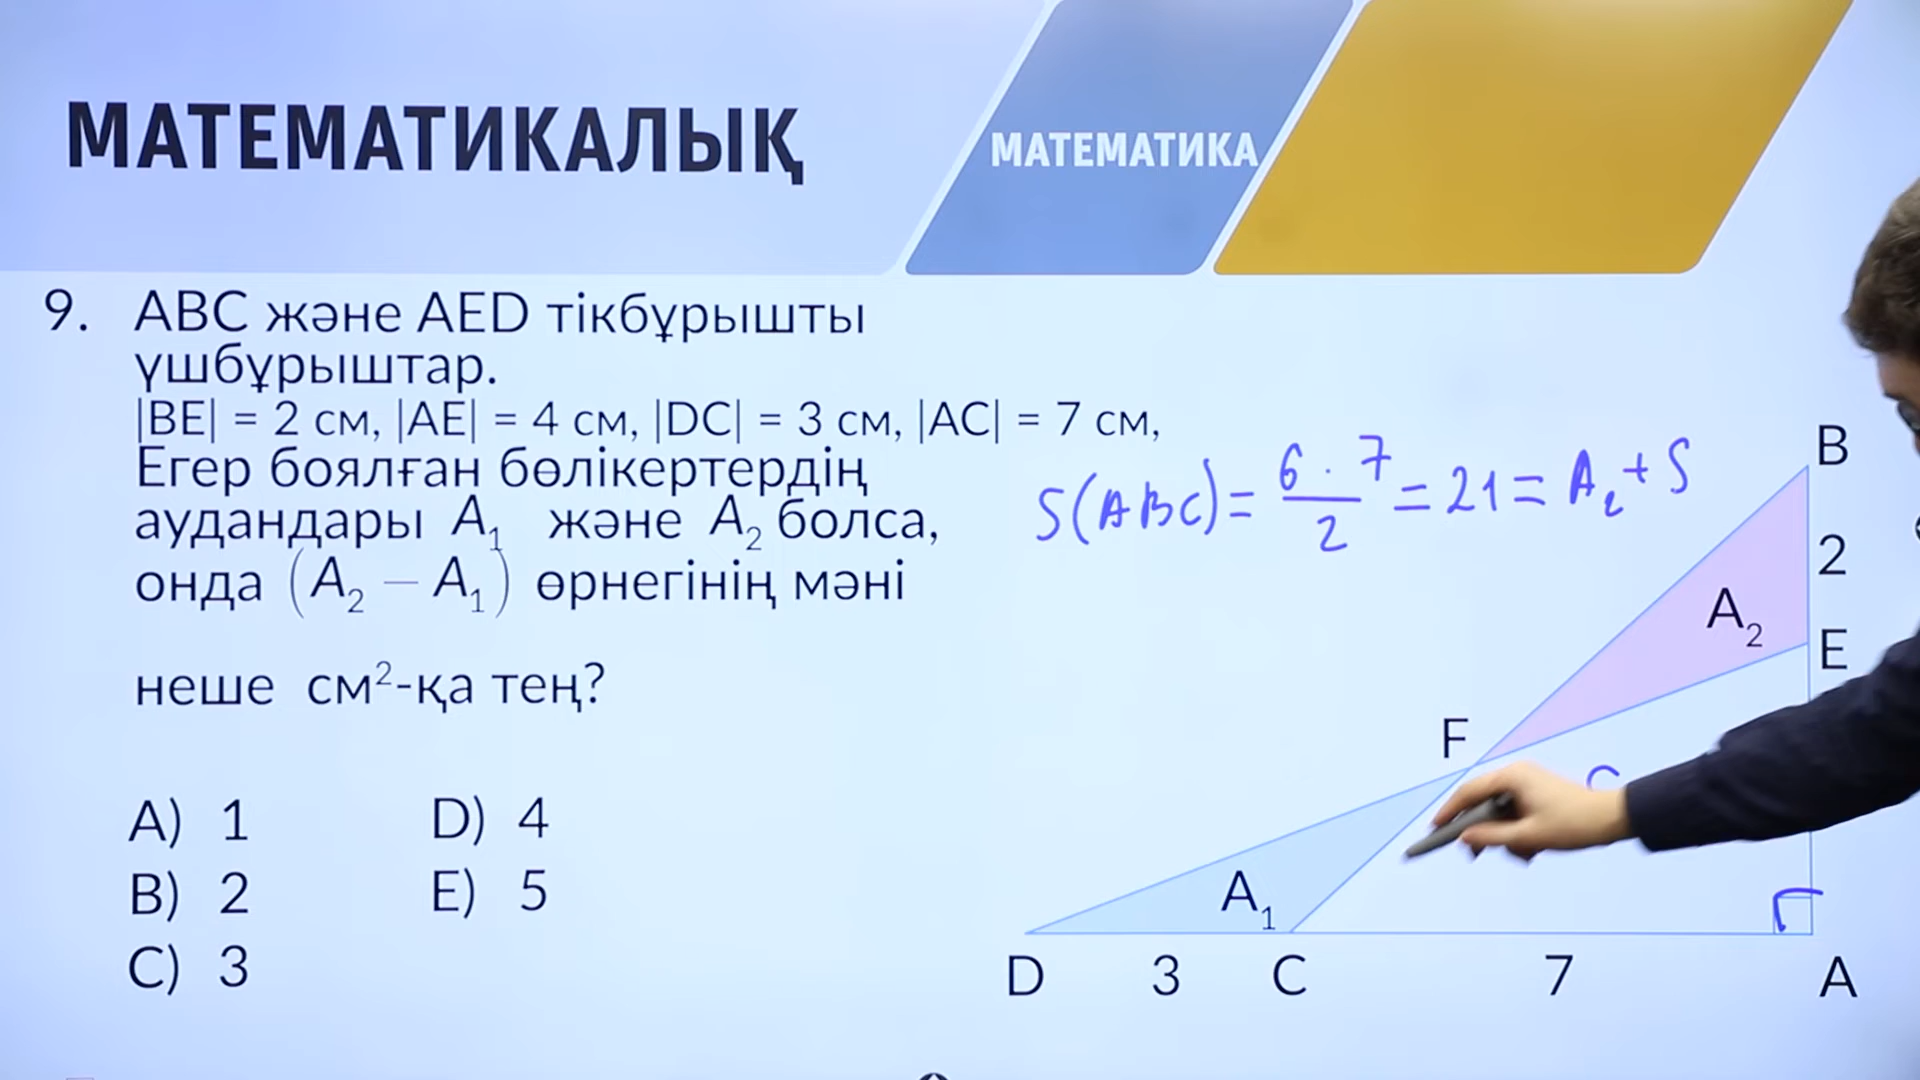 МАТЕМАТИКАЛЫҚ
МАТЕМАТИКА
9. ABC және AED тікбұрышты
үшбұрыштар.
|BE| = 2 см, |AE| = 4 см, |DC| = 3 см, |AC| = 7 см,
Егер боялған бөлікертердің
аудандары A₁ және A₂ болса,
онда (A₂ – A₁) өрнегінің мәні
неше см²-қа тең?
A) 1
B) 2
C) 3
D) 4
E) 5
S(ABC) = 6 · 7 / 2 = 21 = A₂ + S
B
2
A₂
E
F
A₁
D 3 C 7 A